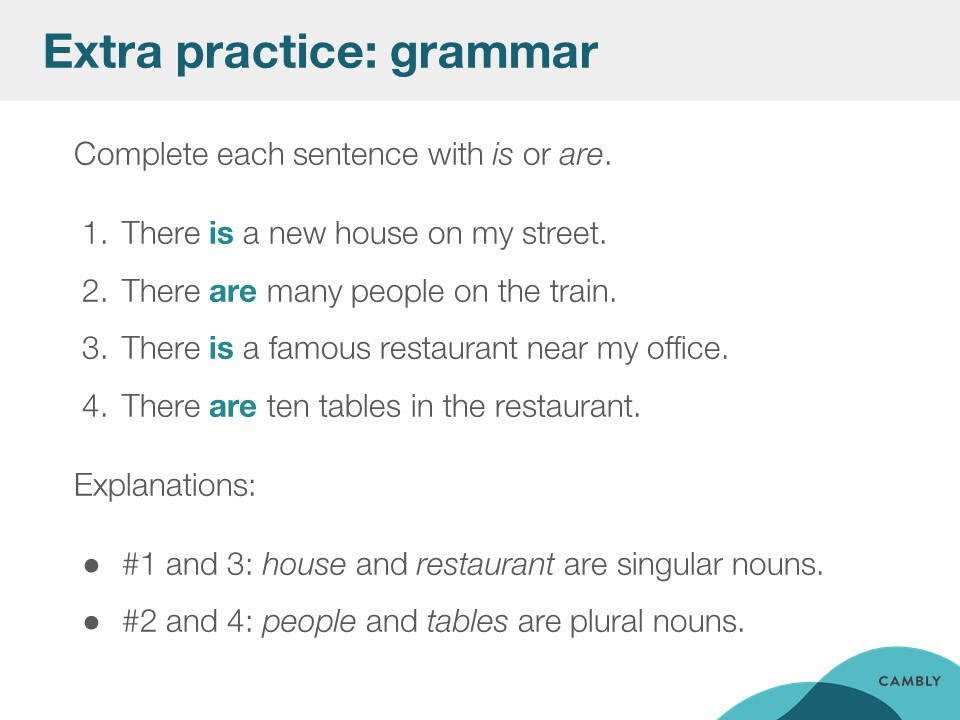 Extra practice: grammar
Complete each sentence with is or are.
1. There is a new house on my street.
2. There are many people on the train.
3. There is a famous restaurant near my office.
4. There are ten tables in the restaurant.
Explanations:
● #1 and 3: house and restaurant are singular nouns.
● #2 and 4: people and tables are plural nouns.
CAMBLY